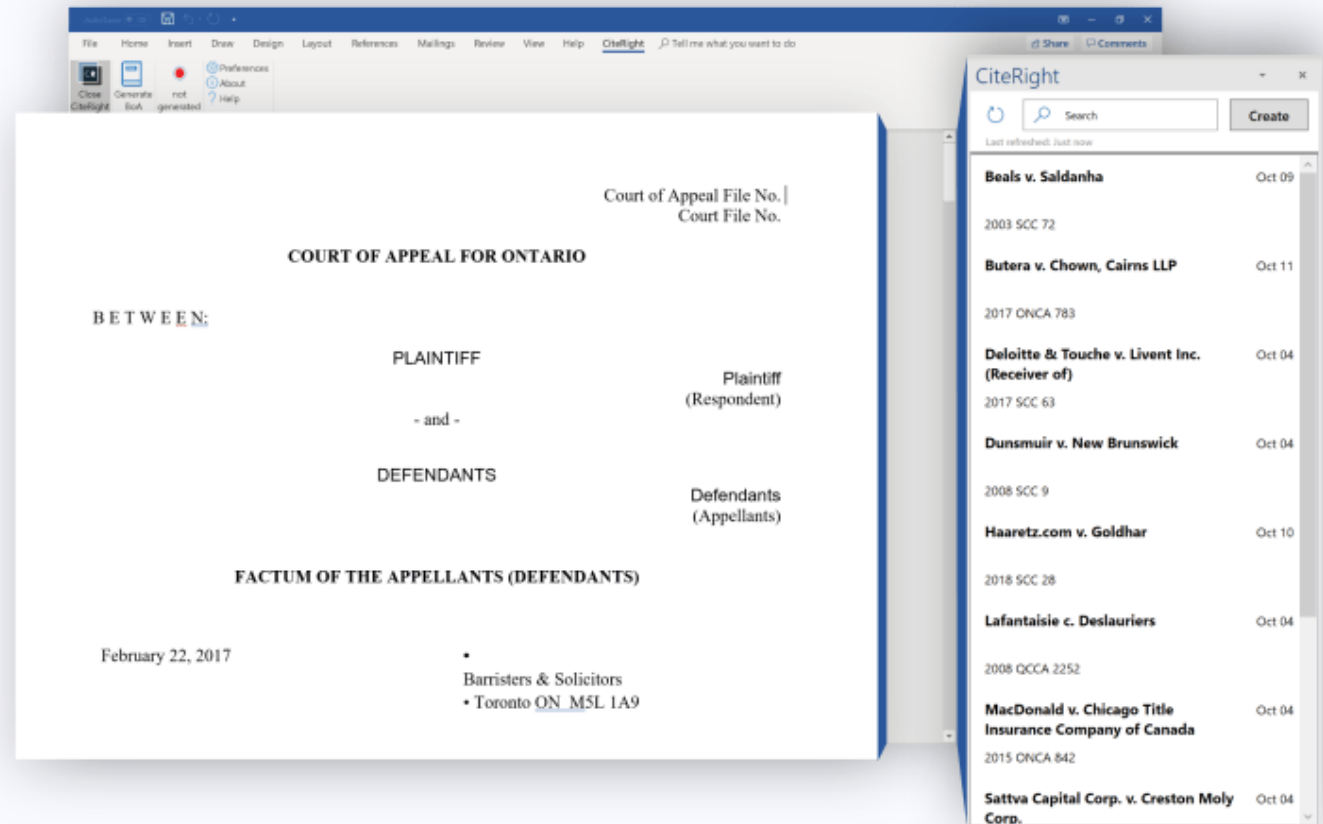 AutoSave
File Home Insert Draw Design Layout References Mailings Review View Help CiteRight Tell me what you want to do Share Comments
Close CiteRight
Generate BoA
not generated
Preferences
About
? Help
Court of Appeal File No.
Court File No.
COURT OF APPEAL FOR ONTARIO
B E T W E E N:
PLAINTIFF
Plaintiff
(Respondent)
- and -
DEFENDANTS
Defendants
(Appellants)
FACTUM OF THE APPELLANTS (DEFENDANTS)
February 22, 2017
•
Barristers & Solicitors
• Toronto ON M5L 1A9
CiteRight
Search
Create
Last refreshed: Just now
Beals v. Saldanha Oct 09
2003 SCC 72
Butera v. Chown, Cairns LLP Oct 11
2017 ONCA 783
Deloitte & Touche v. Livent Inc. Oct 04
(Receiver of)
2017 SCC 63
Dunsmuir v. New Brunswick Oct 04
2008 SCC 9
Haaretz.com v. Goldhar Oct 10
2018 SCC 28
Lafantaisie c. Deslauriers Oct 04
2008 QCCA 2252
MacDonald v. Chicago Title Oct 04
Insurance Company of Canada
2015 ONCA 842
Sattva Capital Corp. v. Creston Moly Oct 04
Corp.